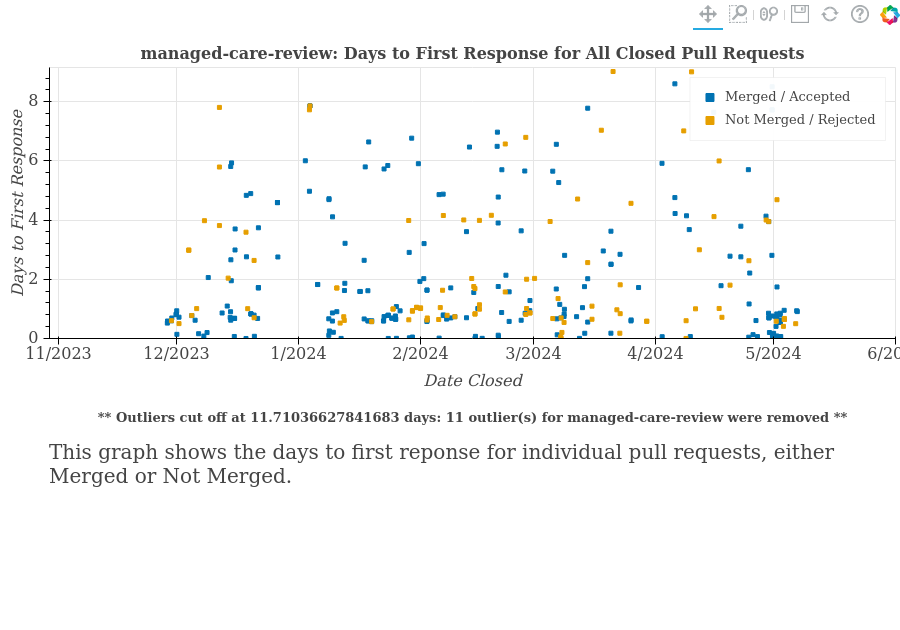 managed-care-review: Days to First Response for All Closed Pull Requests
Merged / Accepted
Not Merged / Rejected
Days to First Response
8
6
4
2
0
11/2023 12/2023 1/2024 2/2024 3/2024 4/2024 5/2024 6/20
Date Closed
** Outliers cut off at 11.71036627841683 days: 11 outlier(s) for managed-care-review were removed **
This graph shows the days to first reponse for individual pull requests, either
Merged or Not Merged.